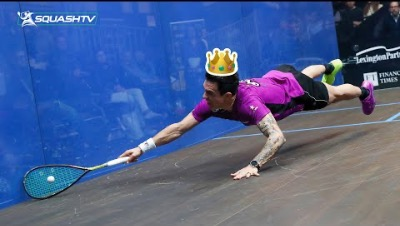 SQUASHTV
Lexington Partners
FINANCIAL
TIMES